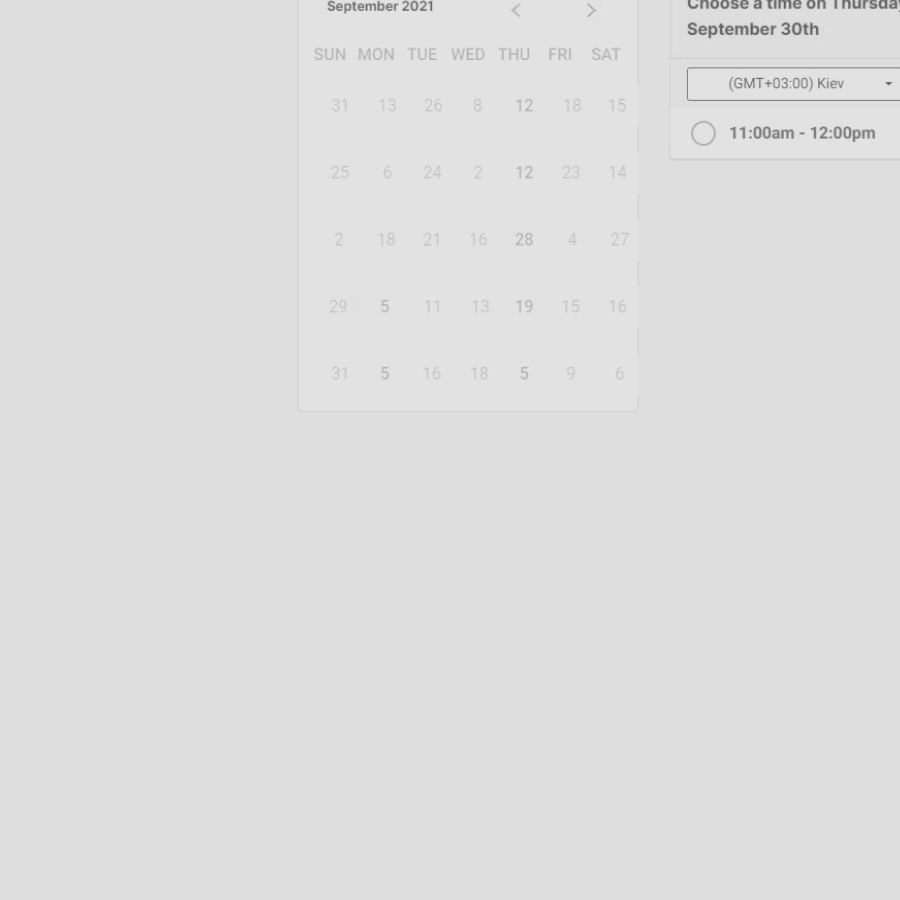 September 2021
SUN MON TUE WED THU FRI SAT
31 13 26 8 12 18 15
25 6 24 2 12 23 14
2 18 21 16 28 4 27
29 5 11 13 19 15 16
31 5 16 18 5 9 6
Choose a time on Thursday
September 30th
(GMT+03:00) Kiev
11:00am - 12:00pm